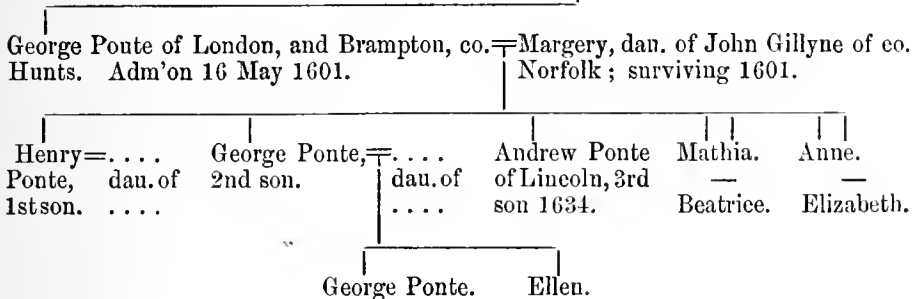 George Ponte of London, and Brampton, co.=Margery, dau. of John Gillyne of co.
Hunts. Adm'on 16 May 1601. Norfolk; surviving 1601.
Henry=.... George Ponte,=.... Andrew Ponte Mathia. Anne.
Ponte, dau. of 2nd son. dau. of of Lincoln, 3rd — —
1st son. .... .... son 1634. Beatrice. Elizabeth.
George Ponte. Ellen.